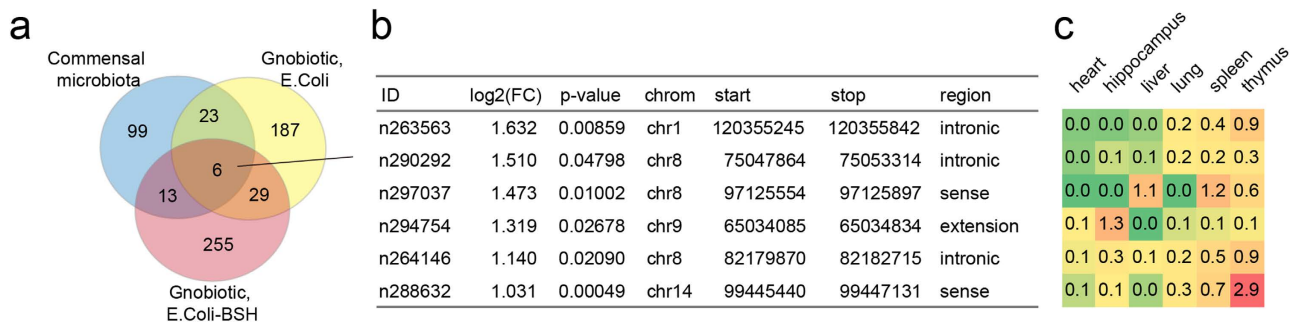 a
Commensal
microbiota
Gnobiotic,
E.Coli
99
23
187
6
13
29
255
Gnobiotic,
E.Coli-BSH
b
ID log2(FC) p-value chrom start stop region
n263563 1.632 0.00859 chr1 120355245 120355842 intronic
n290292 1.510 0.04798 chr8 75047864 75053314 intronic
n297037 1.473 0.01002 chr8 97125554 97125897 sense
n294754 1.319 0.02678 chr9 65034085 65034834 extension
n264146 1.140 0.02090 chr8 82179870 82182715 intronic
n288632 1.031 0.00049 chr14 99445440 99447131 sense
c
heart hippocampus liver lung spleen thymus
0.0 0.0 0.0 0.2 0.4 0.9
0.0 0.1 0.1 0.2 0.2 0.3
0.0 0.0 1.1 0.0 1.2 0.6
0.1 1.3 0.0 0.1 0.1 0.1
0.1 0.3 0.1 0.2 0.5 0.9
0.1 0.1 0.0 0.3 0.7 2.9